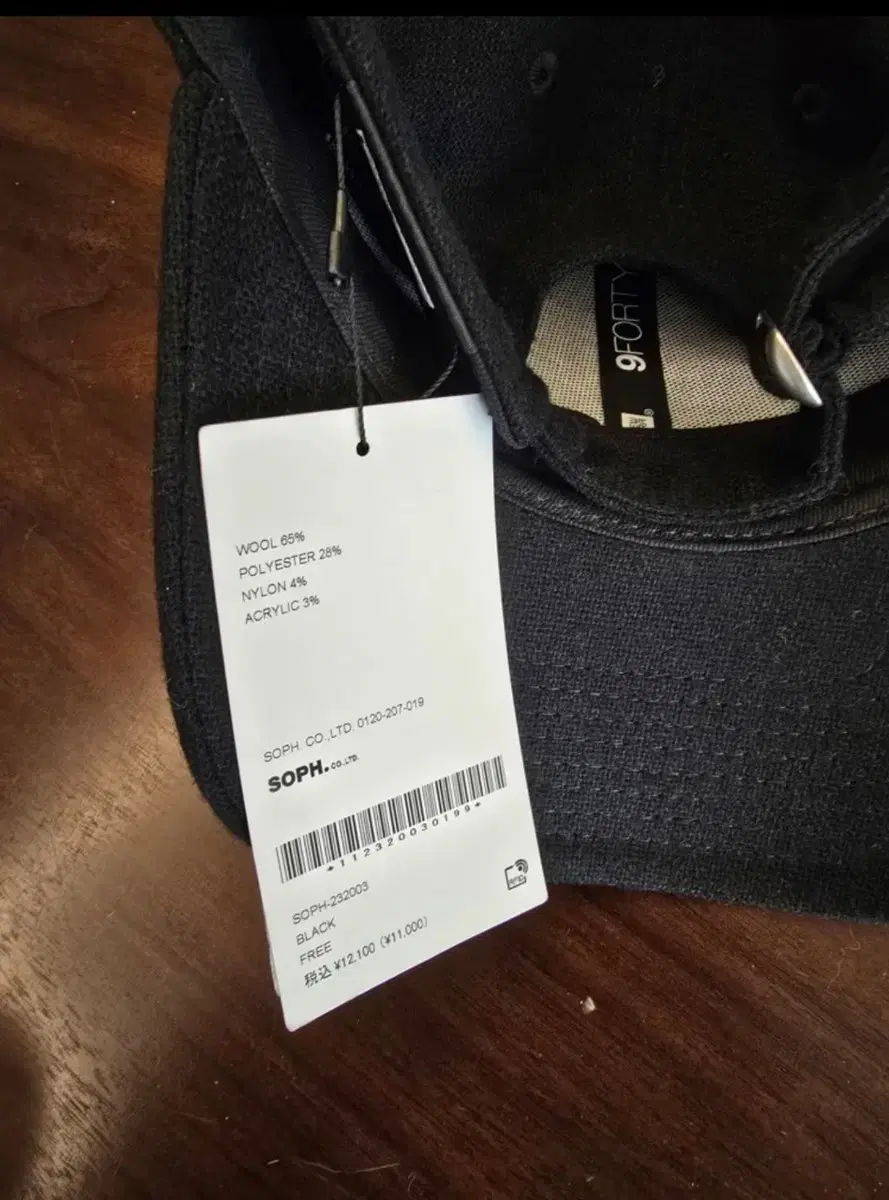 9FORTY
WOOL 65%
POLYESTER 28%
NYLON 4%
ACRYLIC 3%
SOPH. CO.,LTD. 0120-207-019
SOPH. CO.,LTD.
*112320030199*
RFID
SOPH-232003
BLACK
FREE
税込 ¥12,100 (¥11,000)